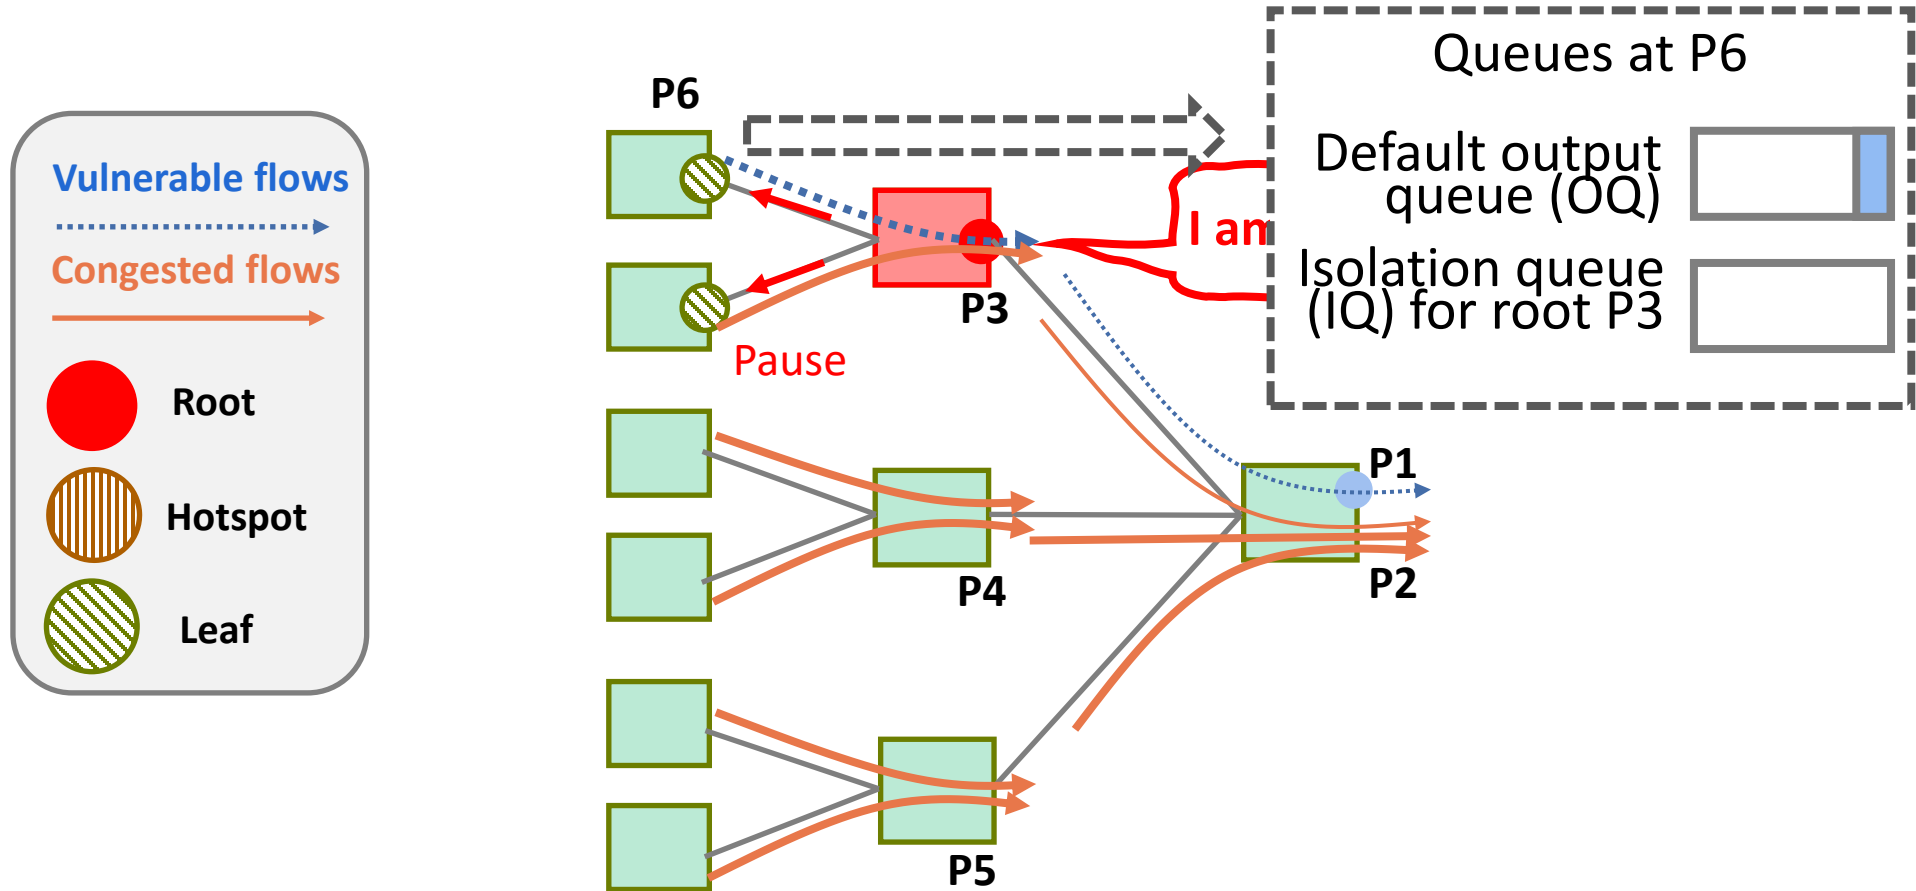 Vulnerable flows
Congested flows
Root
Hotspot
Leaf
P6
P3
Pause
P4
P5
P1
P2
I am
Queues at P6
Default output
queue (OQ)
Isolation queue
(IQ) for root P3